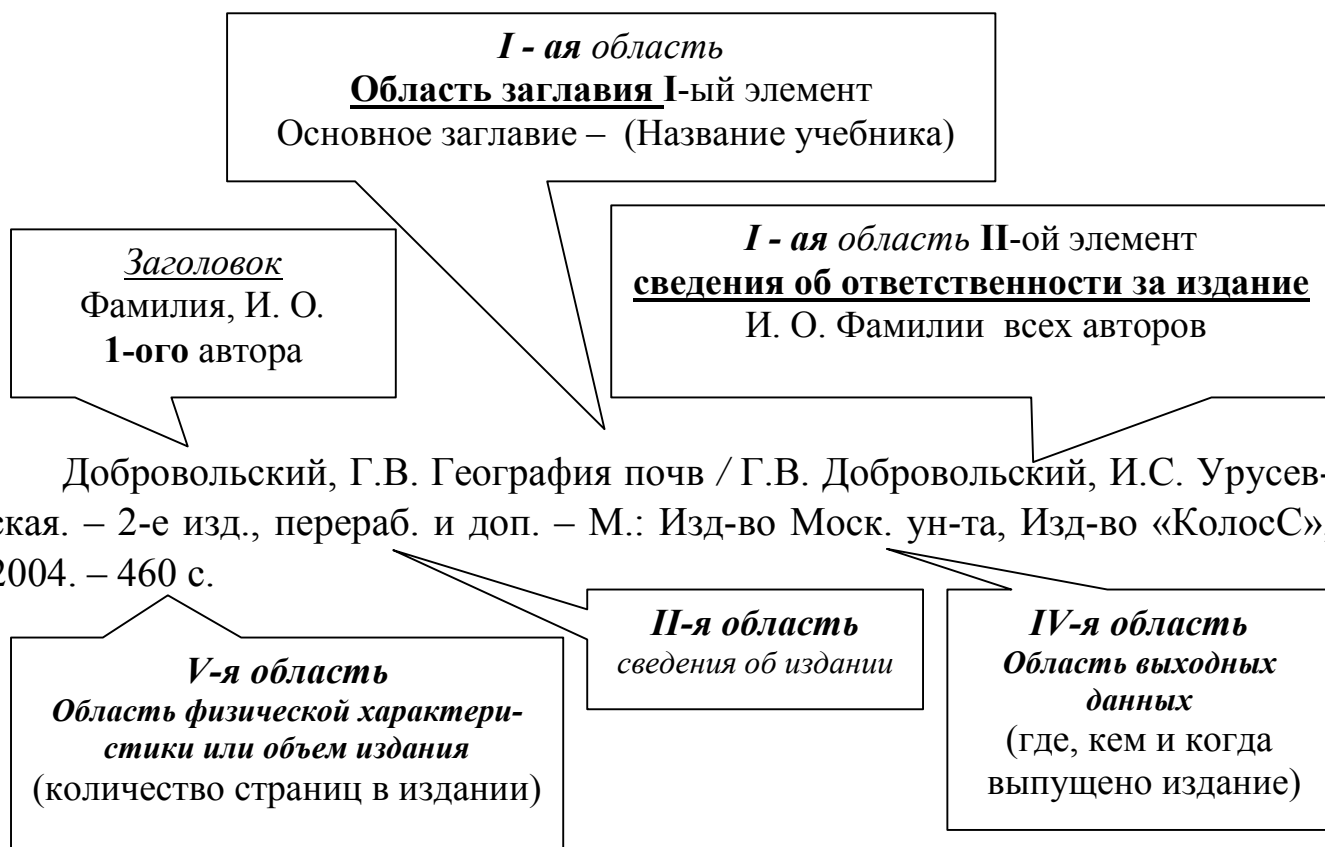 I - ая область
Область заглавия I-ый элемент
Основное заглавие – (Название учебника)
I - ая область II-ой элемент
сведения об ответственности за издание
И. О. Фамилии всех авторов
Заголовок
Фамилия, И. О.
1-ого автора
Добровольский, Г.В. География почв / Г.В. Добровольский, И.С. Урусев-
ская. – 2-е изд., перераб. и доп. – М.: Изд-во Моск. ун-та, Изд-во «КолосС»,
2004. – 460 с.
V-я область
Область физической характери-
стики или объем издания
(количество страниц в издании)
II-я область
сведения об издании
IV-я область
Область выходных
данных
(где, кем и когда
выпущено издание)